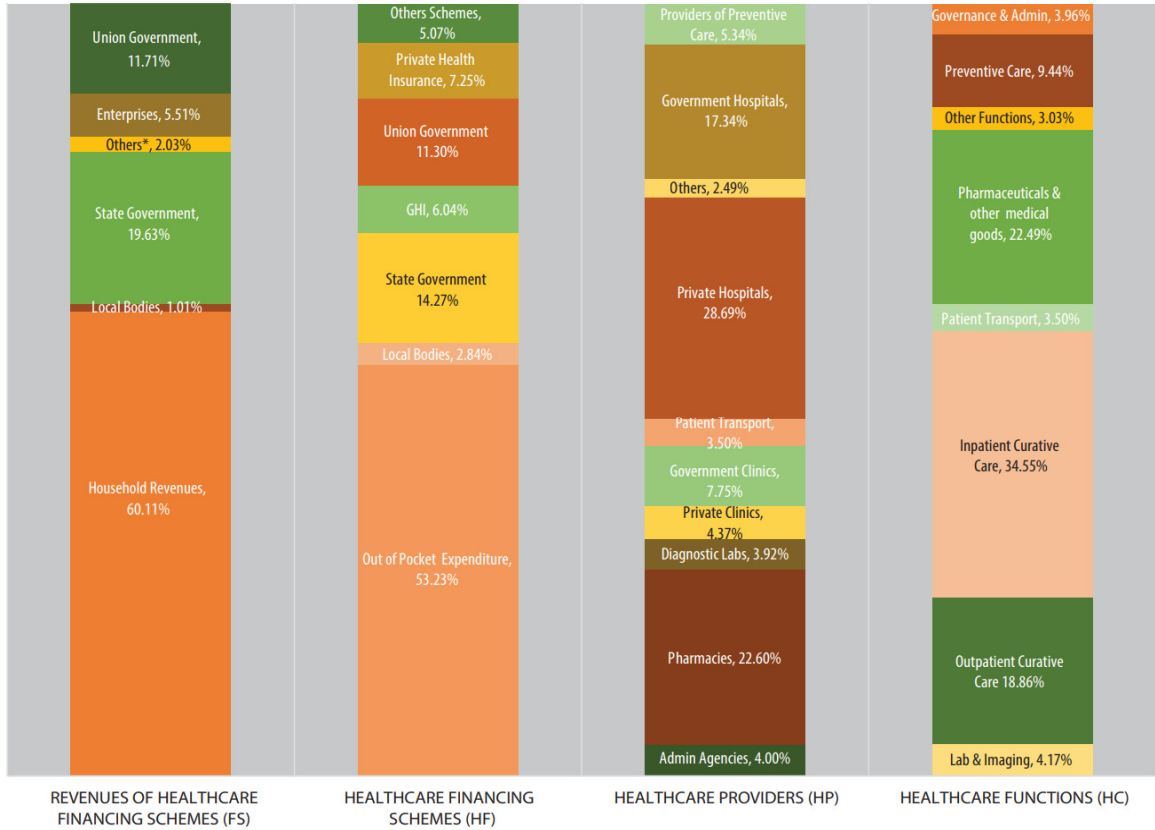 Union Government,
11.71%
Enterprises, 5.51%
Others*, 2.03%
State Government,
19.63%
Local Bodies, 1.01%
Household Revenues,
60.11%
REVENUES OF HEALTHCARE
FINANCING SCHEMES (FS)
Others Schemes,
5.07%
Private Health
Insurance, 7.25%
Union Government
11.30%
GHI, 6.04%
State Government
14.27%
Local Bodies, 2.84%
Out of Pocket Expenditure,
53.23%
HEALTHCARE FINANCING
SCHEMES (HF)
Providers of Preventive
Care, 5.34%
Government Hospitals,
17.34%
Others, 2.49%
Private Hospitals,
28.69%
Patient Transport,
3.50%
Government Clinics,
7.75%
Private Clinics,
4.37%
Diagnostic Labs, 3.92%
Pharmacies, 22.60%
Admin Agencies, 4.00%
HEALTHCARE PROVIDERS (HP)
Governance & Admin, 3.96%
Preventive Care, 9.44%
Other Functions, 3.03%
Pharmaceuticals &
other medical
goods, 22.49%
Patient Transport, 3.50%
Inpatient Curative
Care, 34.55%
Outpatient Curative
Care 18.86%
Lab & Imaging, 4.17%
HEALTHCARE FUNCTIONS (HC)